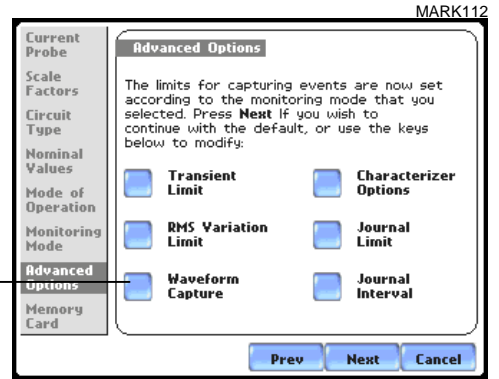 MARK112
Current
Probe
Scale
Factors
Circuit
Type
Nominal
Values
Mode of
Operation
Monitoring
Mode
Advanced
Options
Memory
Card
Advanced Options
The limits for capturing events are now set
according to the monitoring mode that you
selected. Press Next If you wish to
continue with the default, or use the keys
below to modify:
Transient
Limit
Characterizer
Options
RMS Variation
Limit
Journal
Limit
Waveform
Capture
Journal
Interval
Prev Next Cancel